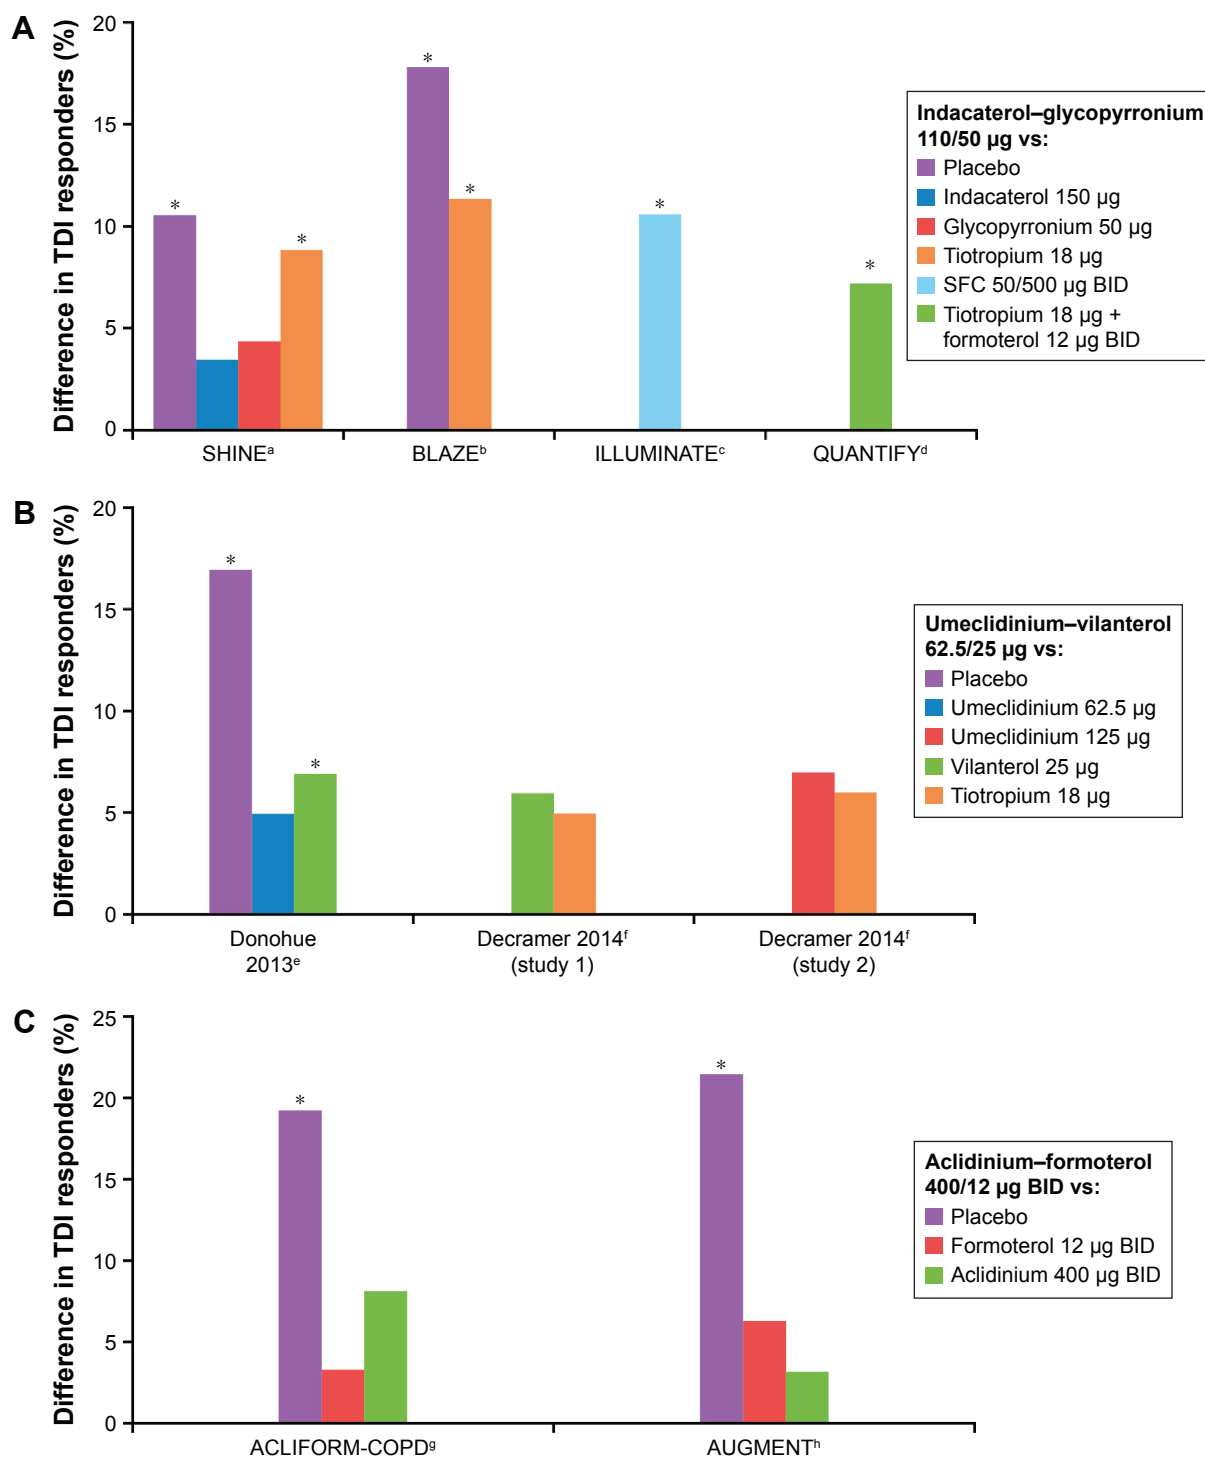 A
Difference in TDI responders (%)
20
15
10
5
0
*
*
*
*
*
*
SHINEᵃ
BLAZEᵇ
ILLUMINATEᶜ
QUANTIFYᵈ
Indacaterol–glycopyrronium
110/50 µg vs:
Placebo
Indacaterol 150 µg
Glycopyrronium 50 µg
Tiotropium 18 µg
SFC 50/500 µg BID
Tiotropium 18 µg +
formoterol 12 µg BID
B
Difference in TDI responders (%)
20
15
10
5
0
*
*
Donohue
2013ᵉ
Decramer 2014ᶠ
(study 1)
Decramer 2014ᶠ
(study 2)
Umeclidinium–vilanterol
62.5/25 µg vs:
Placebo
Umeclidinium 62.5 µg
Umeclidinium 125 µg
Vilanterol 25 µg
Tiotropium 18 µg
C
Difference in TDI responders (%)
25
20
15
10
5
0
*
*
ACLIFORM-COPDᵍ
AUGMENTʰ
Aclidinium–formoterol
400/12 µg BID vs:
Placebo
Formoterol 12 µg BID
Aclidinium 400 µg BID